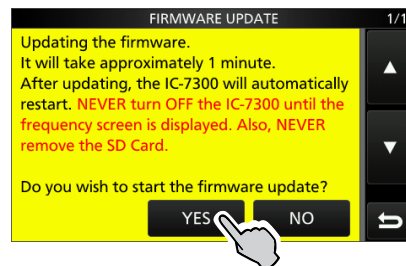 FIRMWARE UPDATE 1/1
Updating the firmware.
It will take approximately 1 minute.
After updating, the IC-7300 will automatically
restart. NEVER turn OFF the IC-7300 until the
frequency screen is displayed. Also, NEVER
remove the SD Card.
Do you wish to start the firmware update?
YES NO